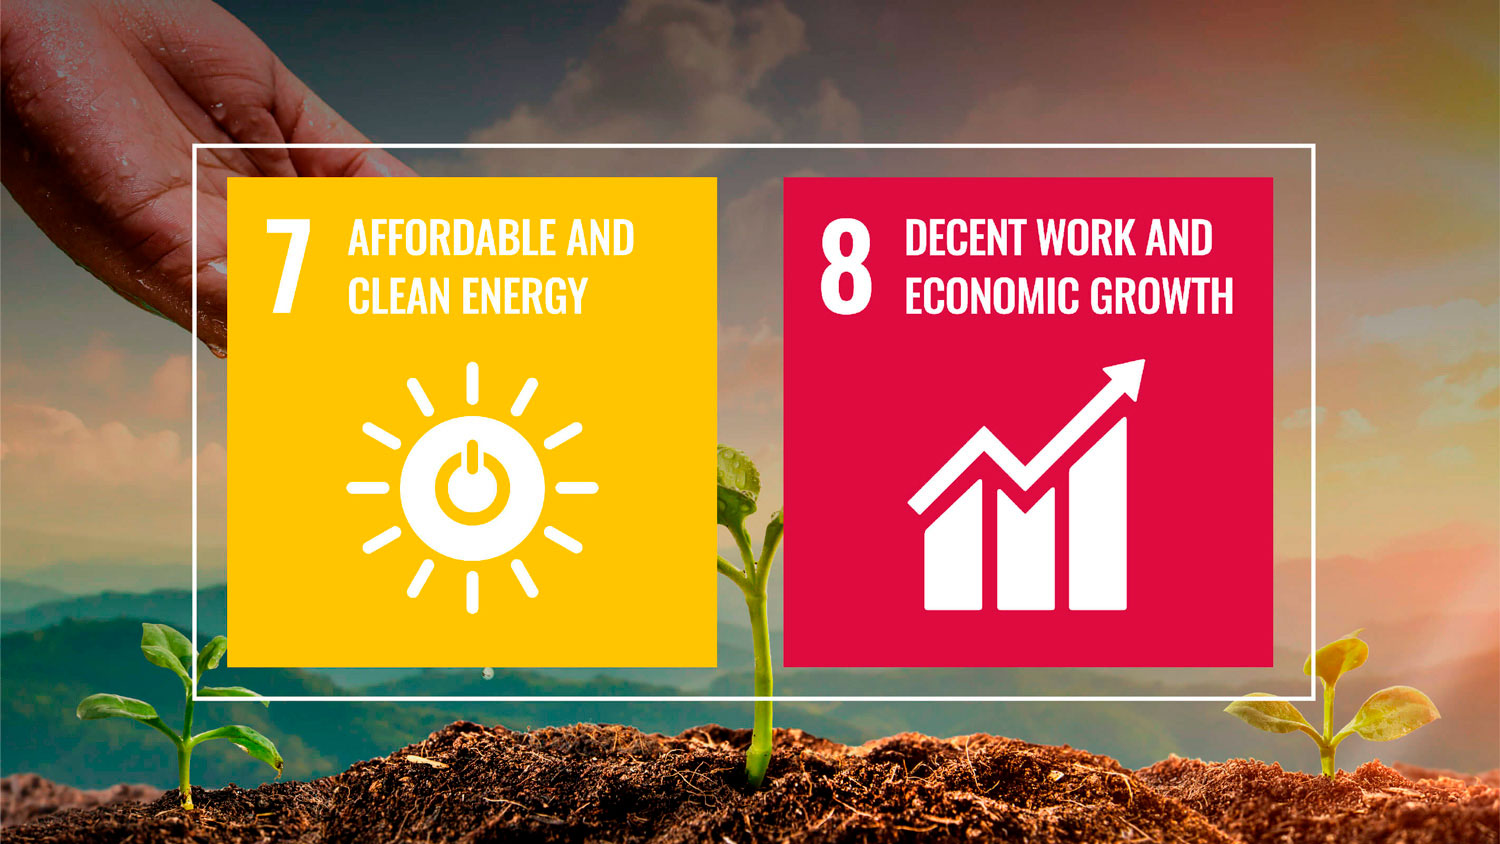 7
AFFORDABLE AND
CLEAN ENERGY
8
DECENT WORK AND
ECONOMIC GROWTH